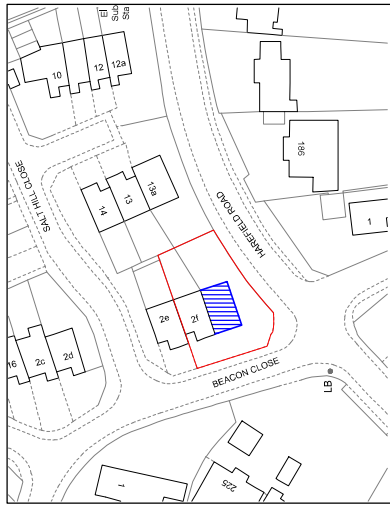 El
Sub
Sta
10
12
12a
186
SALT HILL CLOSE
14
13
13a
HAREFIELD ROAD
1
2e
2f
16
2c
2d
BEACON CLOSE
LB
1
225